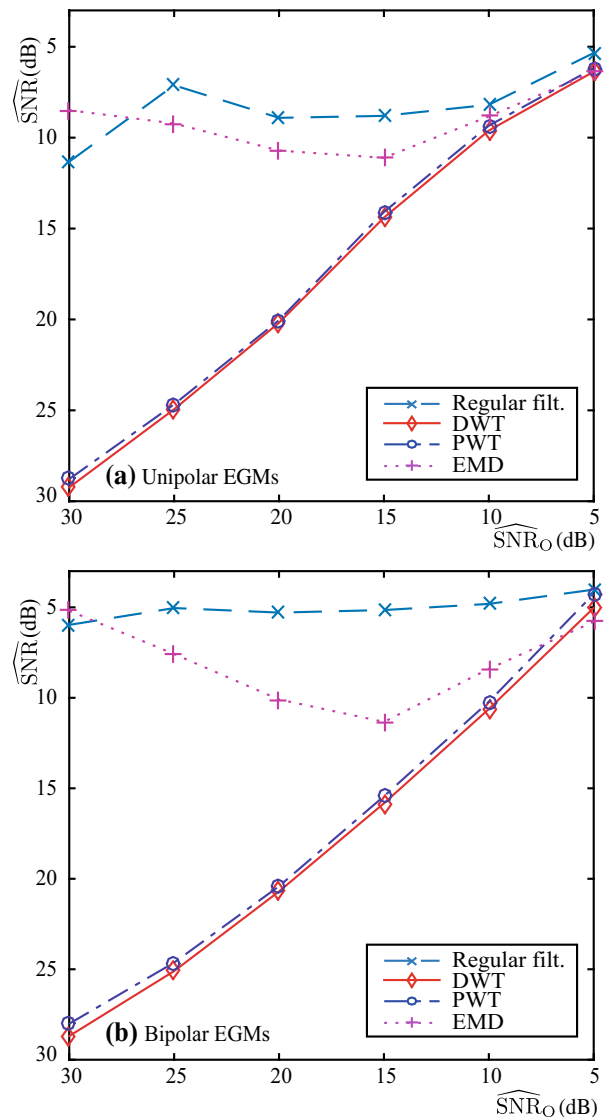 5
10
15
20
25
30
SNR(dB)
Regular filt.
DWT
PWT
EMD
(a) Unipolar EGMs
30 25 20 15 10 5
SNR_O(dB)
5
10
15
20
25
30
SNR(dB)
Regular filt.
DWT
PWT
EMD
(b) Bipolar EGMs
30 25 20 15 10 5
SNR_O(dB)